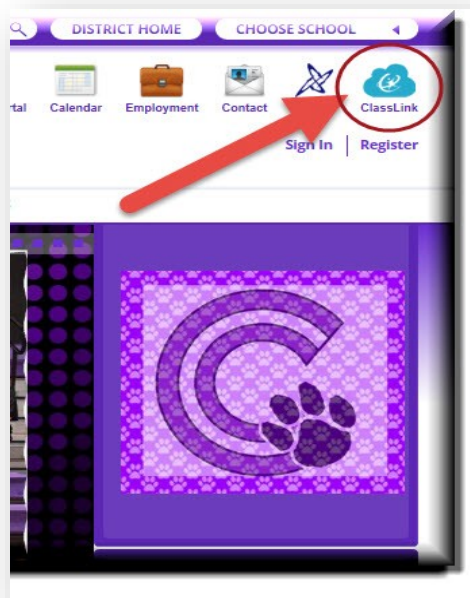 DISTRICT HOME CHOOSE SCHOOL
Calendar Employment Contact ClassLink
Sign In | Register